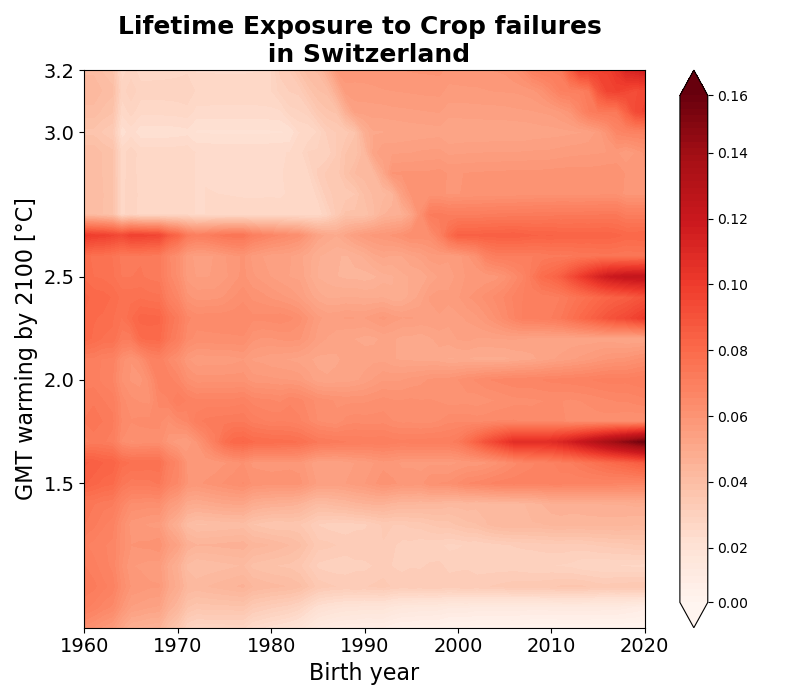 Lifetime Exposure to Crop failures
in Switzerland
3.2
3.0
2.5
2.0
1.5
GMT warming by 2100 [°C]
1960 1970 1980 1990 2000 2010 2020
Birth year
0.16
0.14
0.12
0.10
0.08
0.06
0.04
0.02
0.00